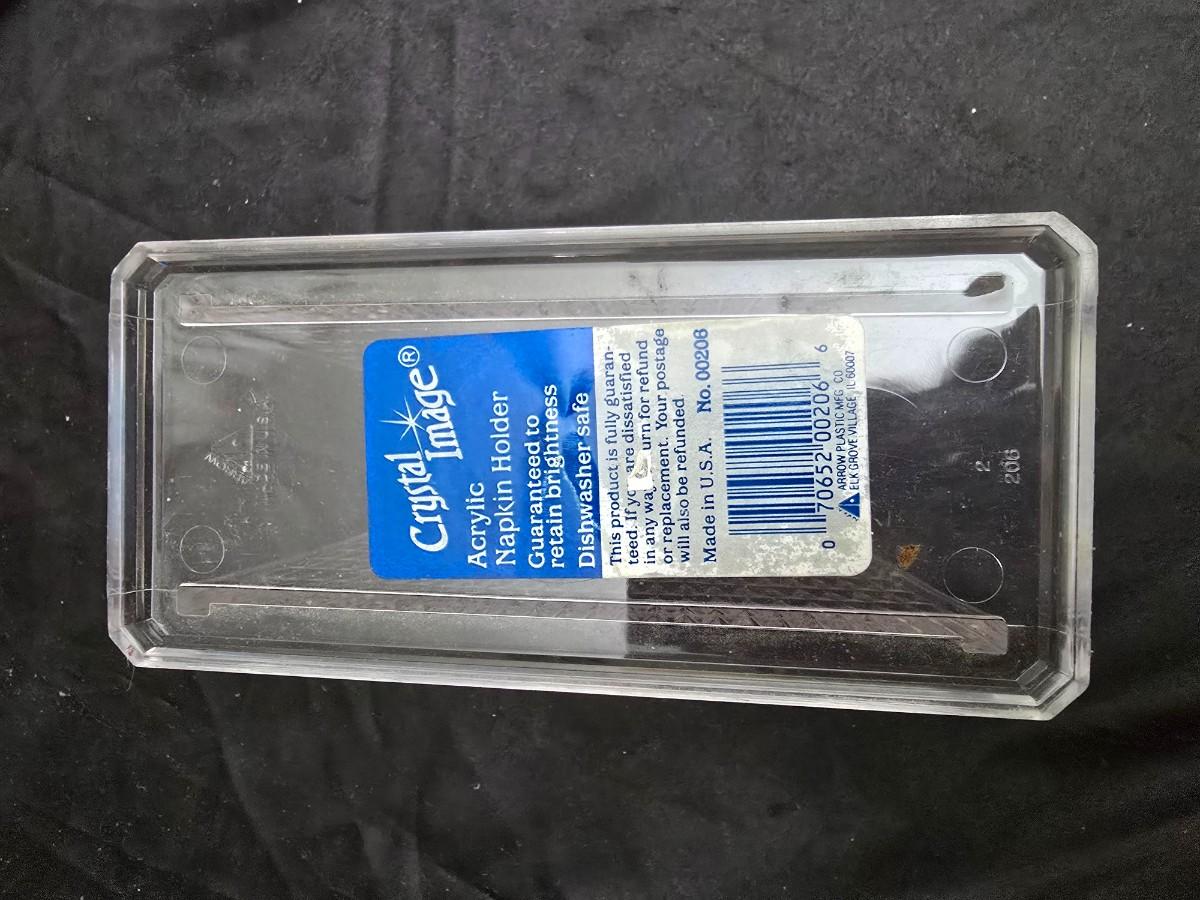 Crystal
Image®
Acrylic
Napkin Holder
Guaranteed to
retain brightness
Dishwasher safe
This product is fully guaran-
teed. If you are dissatisfied
in any way urn for refund
or replacement. Your postage
will also be refunded.
Made in U.S.A. No. 00206
0 70652 00206 6
ARROW PLASTIC MFG CO
ELK GROVE VILLAGE, IL 60007
2
206